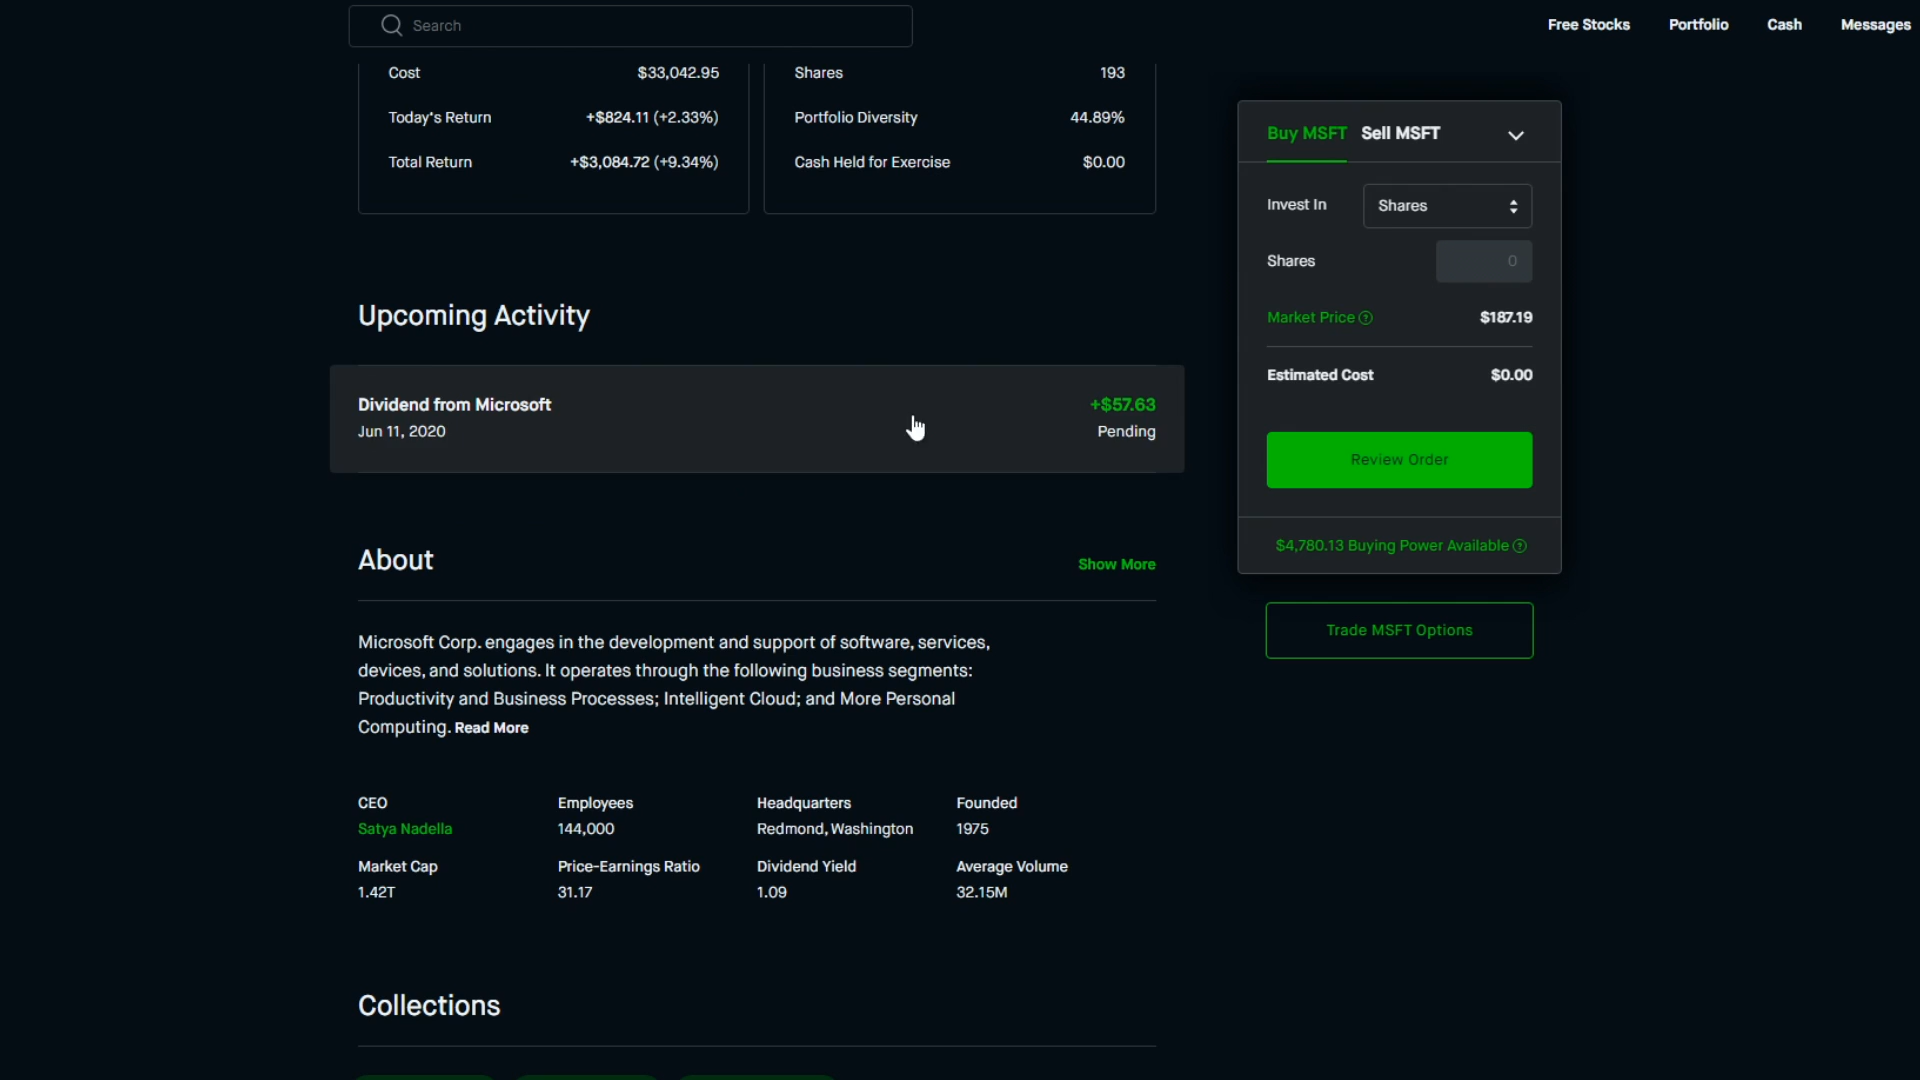 Search
Free Stocks Portfolio Cash Messages
Cost $33,042.95
Today's Return +$824.11 (+2.33%)
Total Return +$3,084.72 (+9.34%)
Shares 193
Portfolio Diversity 44.89%
Cash Held for Exercise $0.00
Buy MSFT Sell MSFT
Invest In Shares
Shares 0
Market Price $187.19
Estimated Cost $0.00
Review Order
$4,780.13 Buying Power Available
Trade MSFT Options
Upcoming Activity
Dividend from Microsoft +$57.63
Jun 11, 2020 Pending
About Show More
Microsoft Corp. engages in the development and support of software, services,
devices, and solutions. It operates through the following business segments:
Productivity and Business Processes; Intelligent Cloud; and More Personal
Computing. Read More
CEO Employees Headquarters Founded
Satya Nadella 144,000 Redmond, Washington 1975
Market Cap Price-Earnings Ratio Dividend Yield Average Volume
1.42T 31.17 1.09 32.15M
Collections